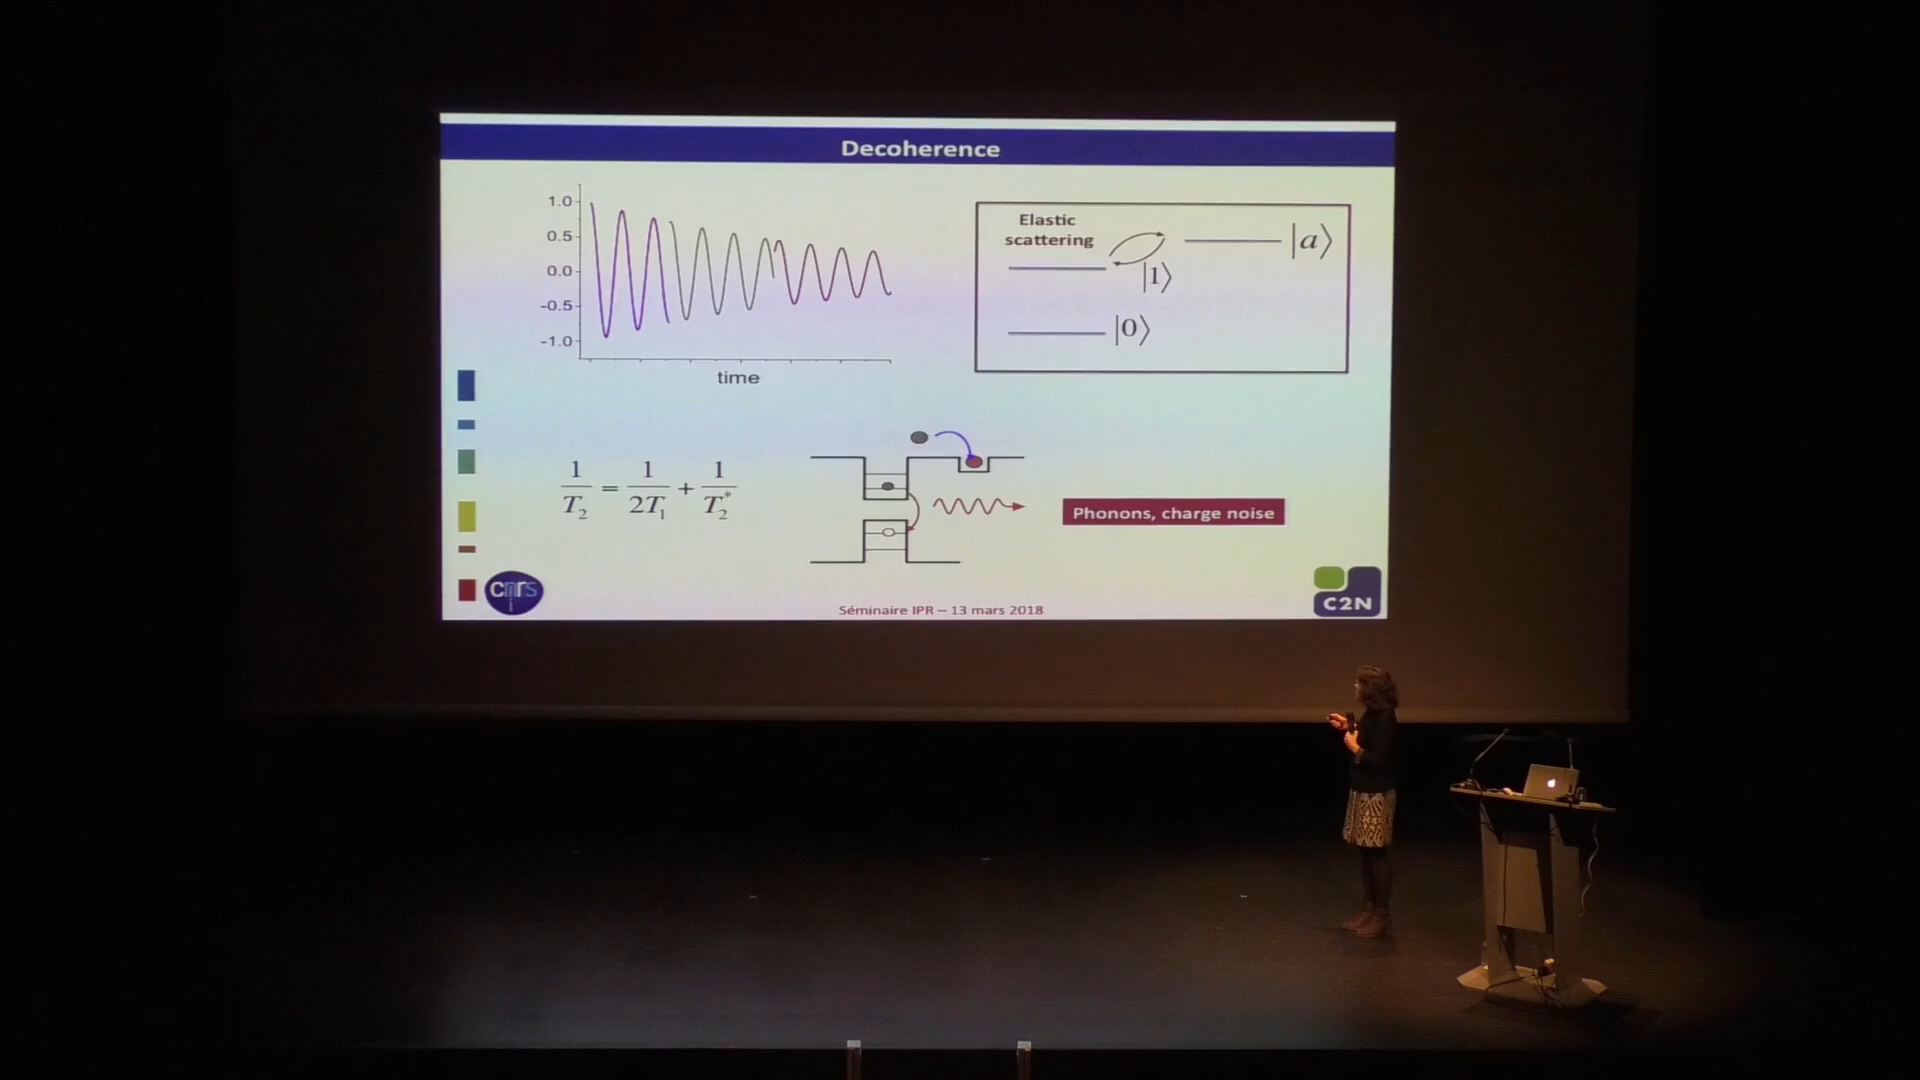 Decoherence
1.0
0.5
0.0
-0.5
-1.0
time
Elastic
scattering
|a⟩
|1⟩
|0⟩
1/T₂ = 1/2T₁ + 1/T₂*
Phonons, charge noise
cnrs
Séminaire IPR – 13 mars 2018
C2N